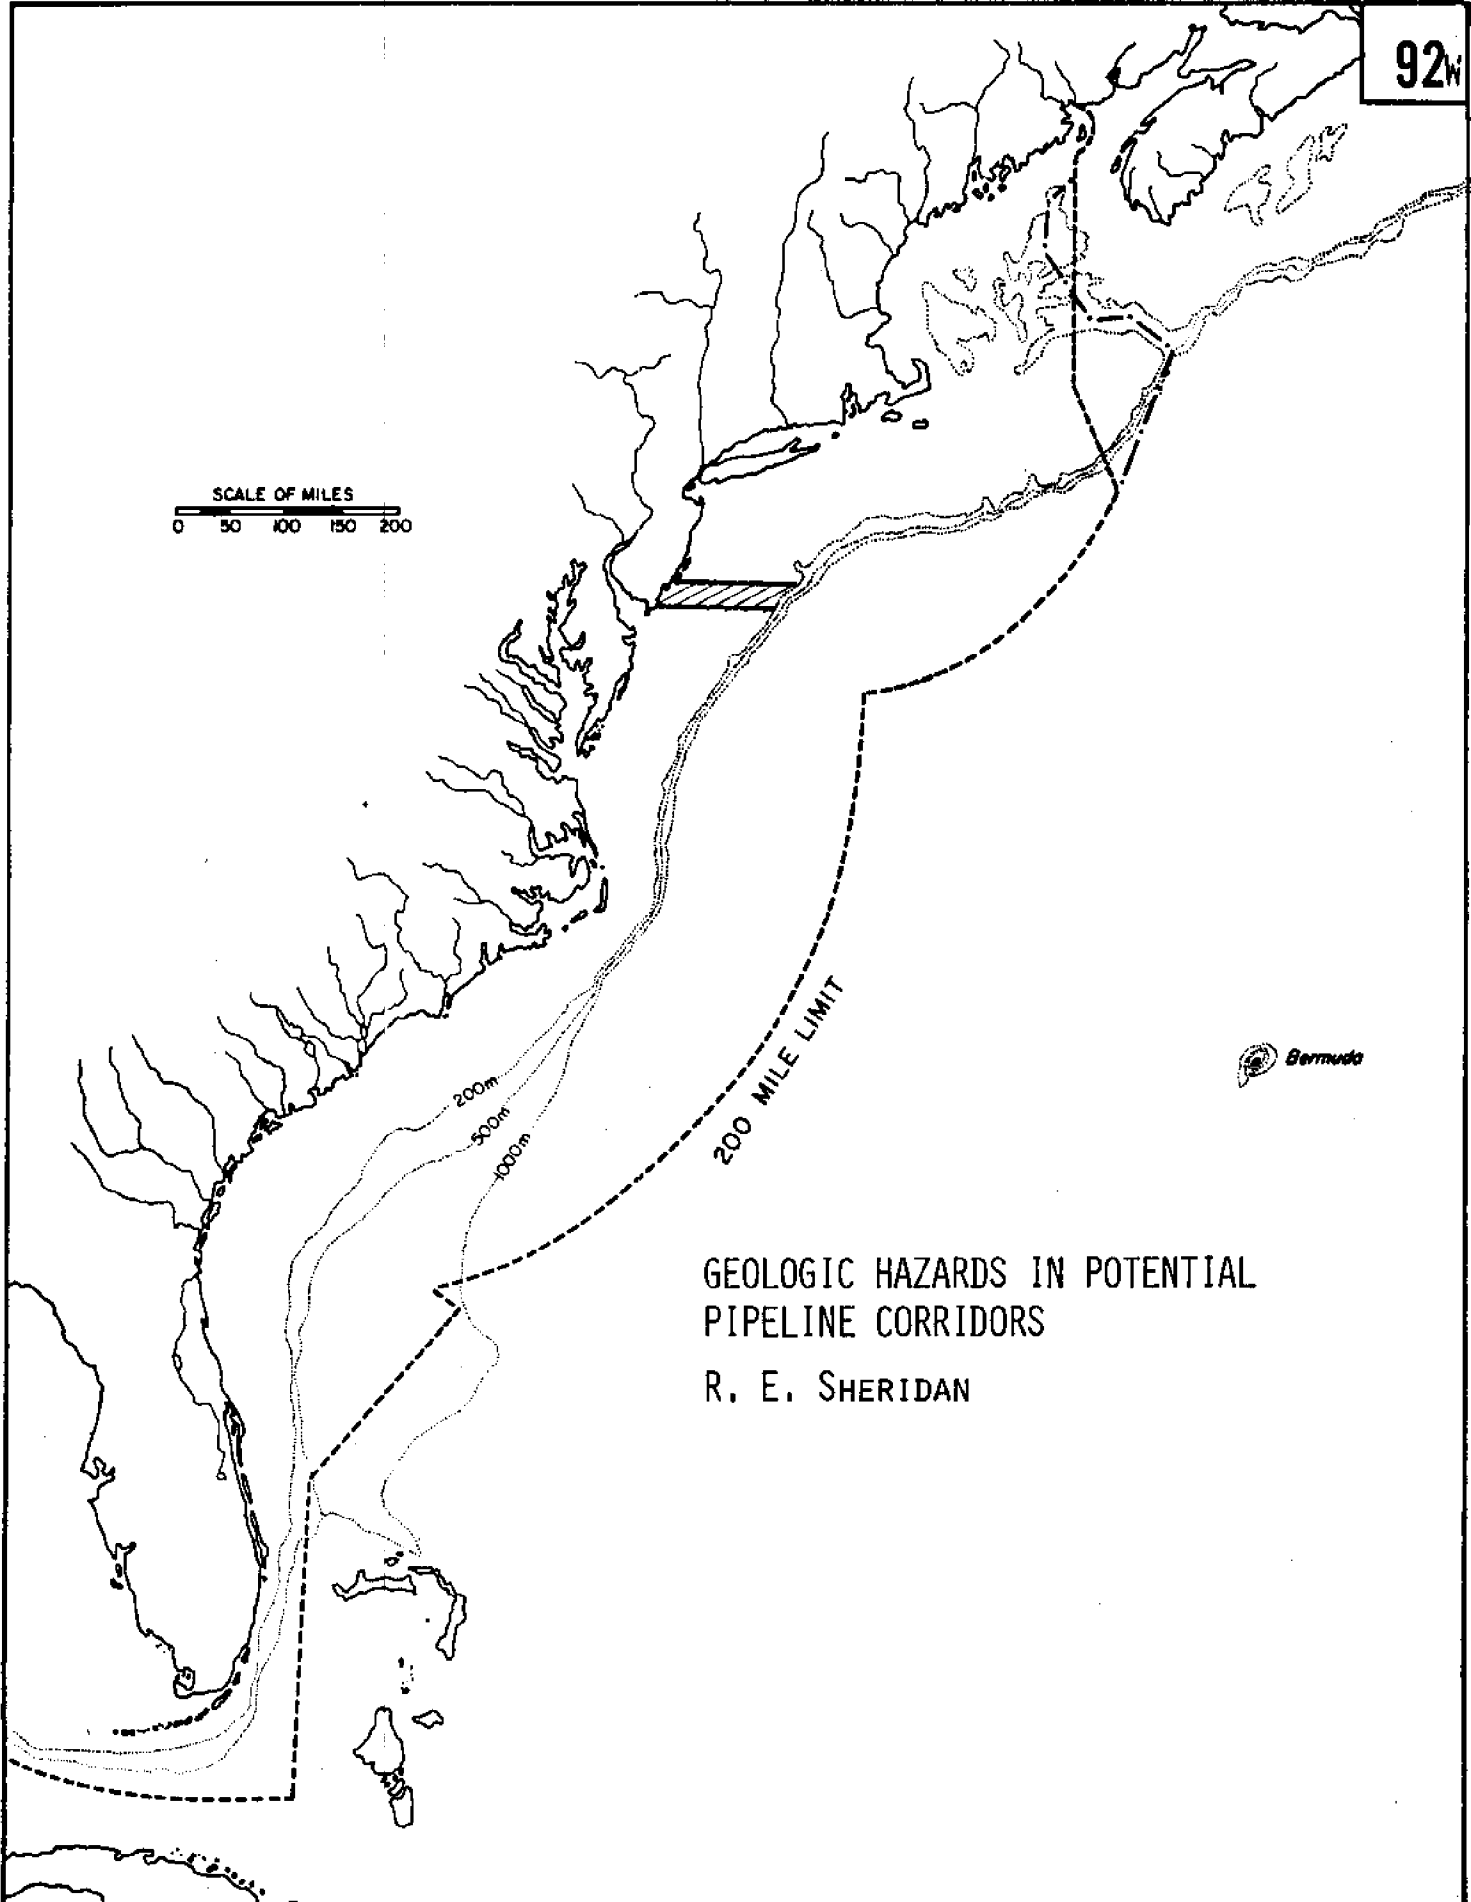 92W
SCALE OF MILES
0 50 100 150 200
200 MILE LIMIT
Bermuda
200m
500m
1000m
GEOLOGIC HAZARDS IN POTENTIAL
PIPELINE CORRIDORS
R. E. SHERIDAN